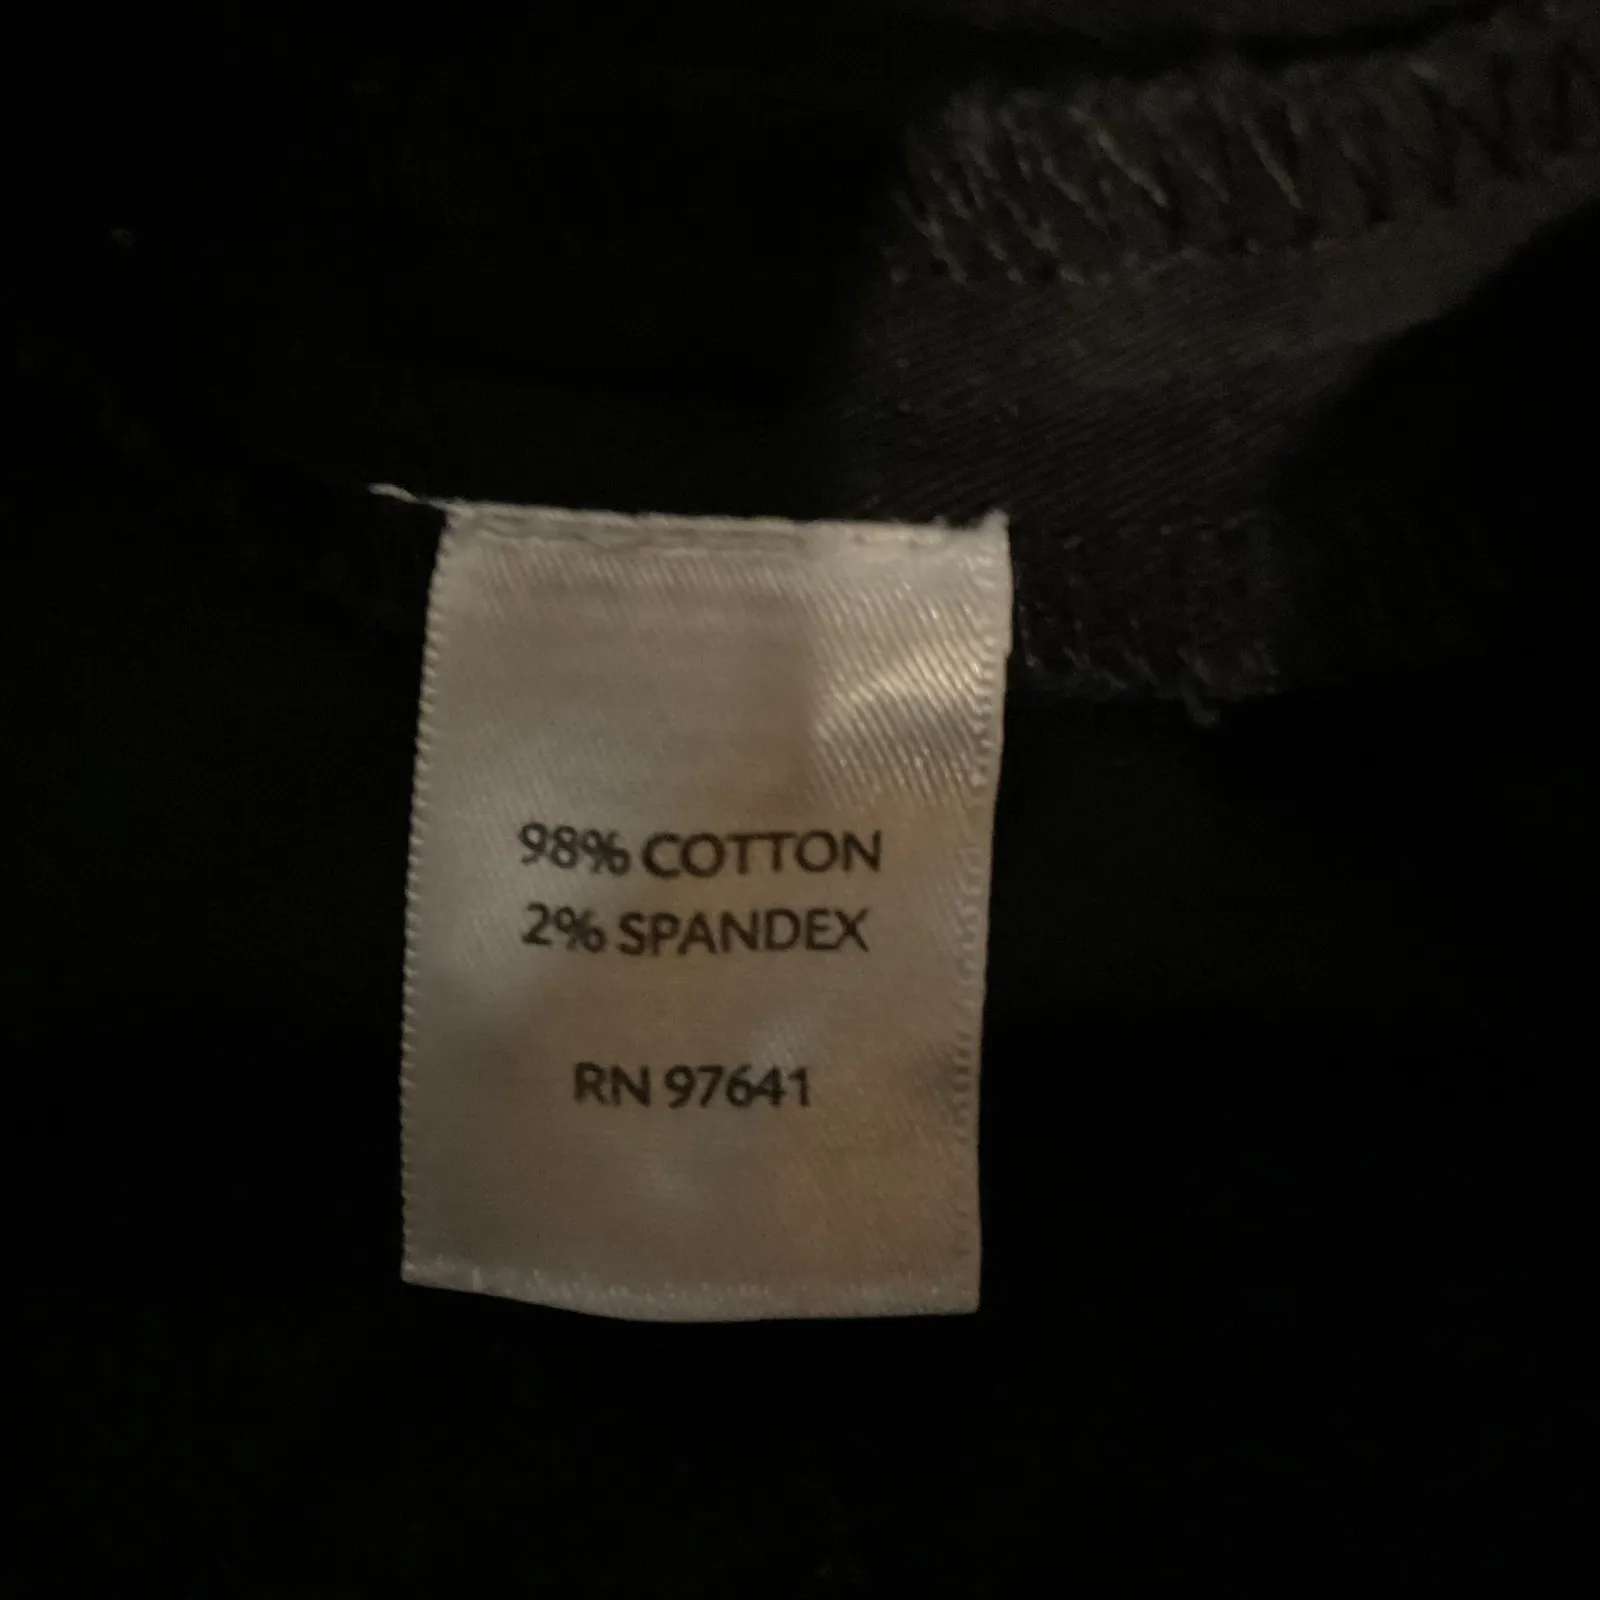 98% COTTON
2% SPANDEX
RN 97641